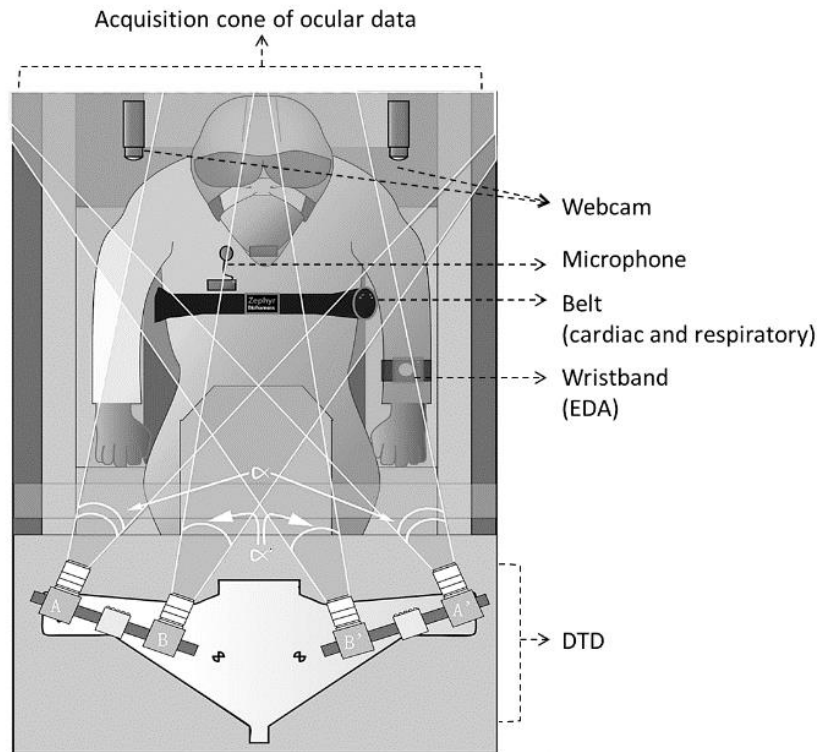 Acquisition cone of ocular data
Webcam
Microphone
Zephyr
Belt
(cardiac and respiratory)
Wristband
(EDA)
α
α'
A
B
B'
A'
DTD